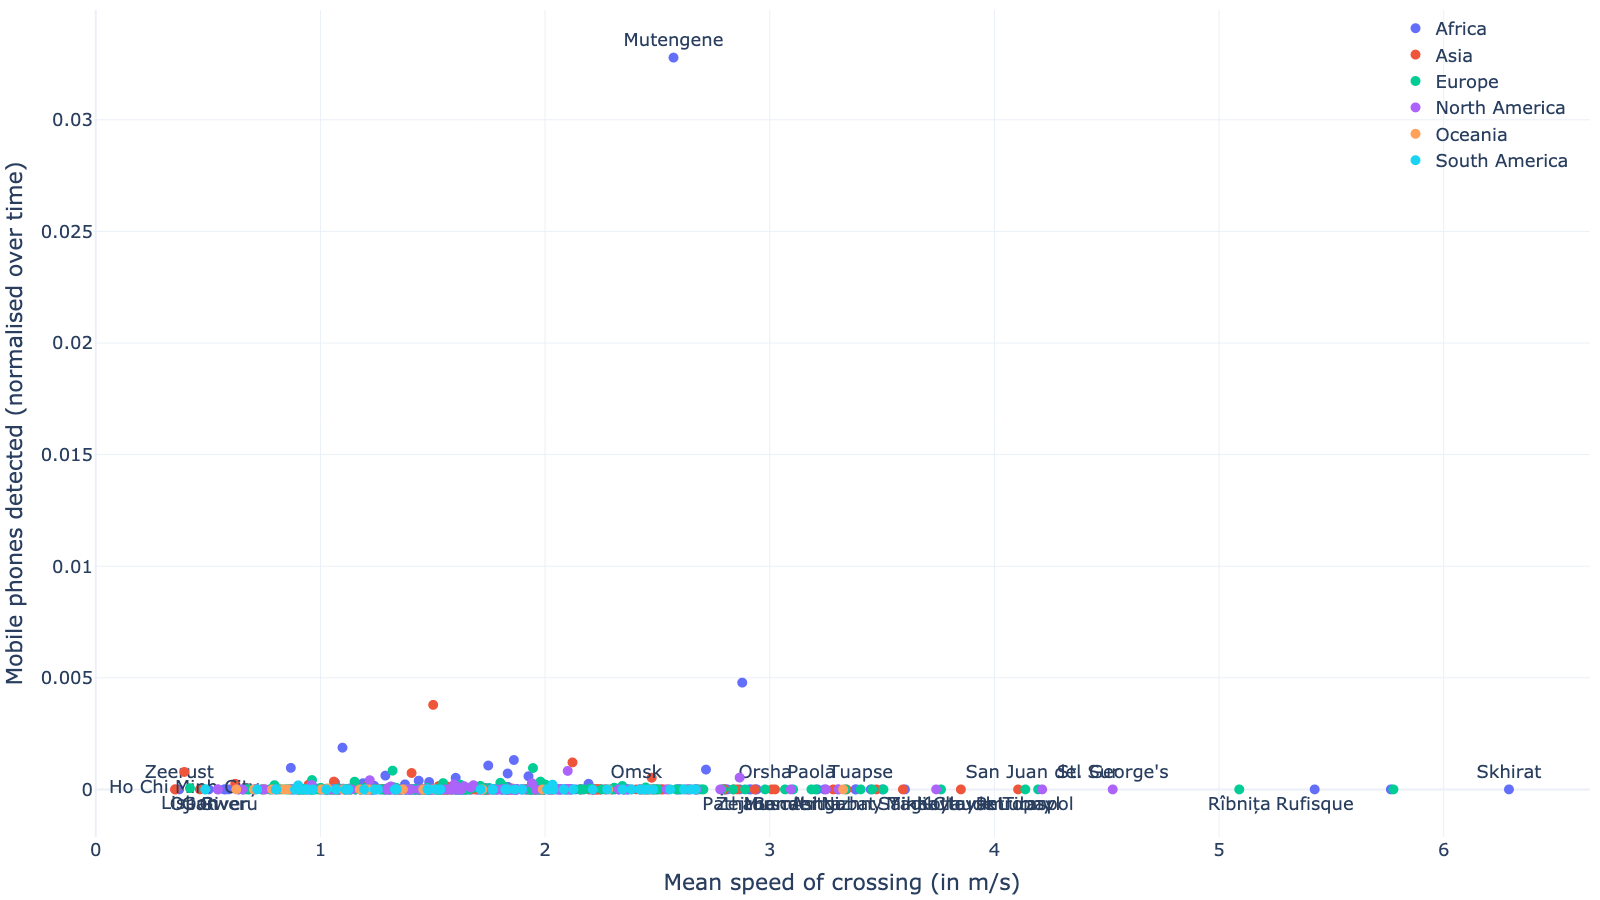 Mutengene
Africa
Asia
Europe
North America
Oceania
South America
Mobile phones detected (normalised over time)
0.03
0.025
0.02
0.015
0.01
0.005
0
Zeerust
Ho Chi Minh City
Gweru
Omsk
Orsha
Paola
Tuapse
San Juan del Sur
St. George's
Skhirat
Rîbnița
Rufisque
0
1
2
3
4
5
6
Mean speed of crossing (in m/s)